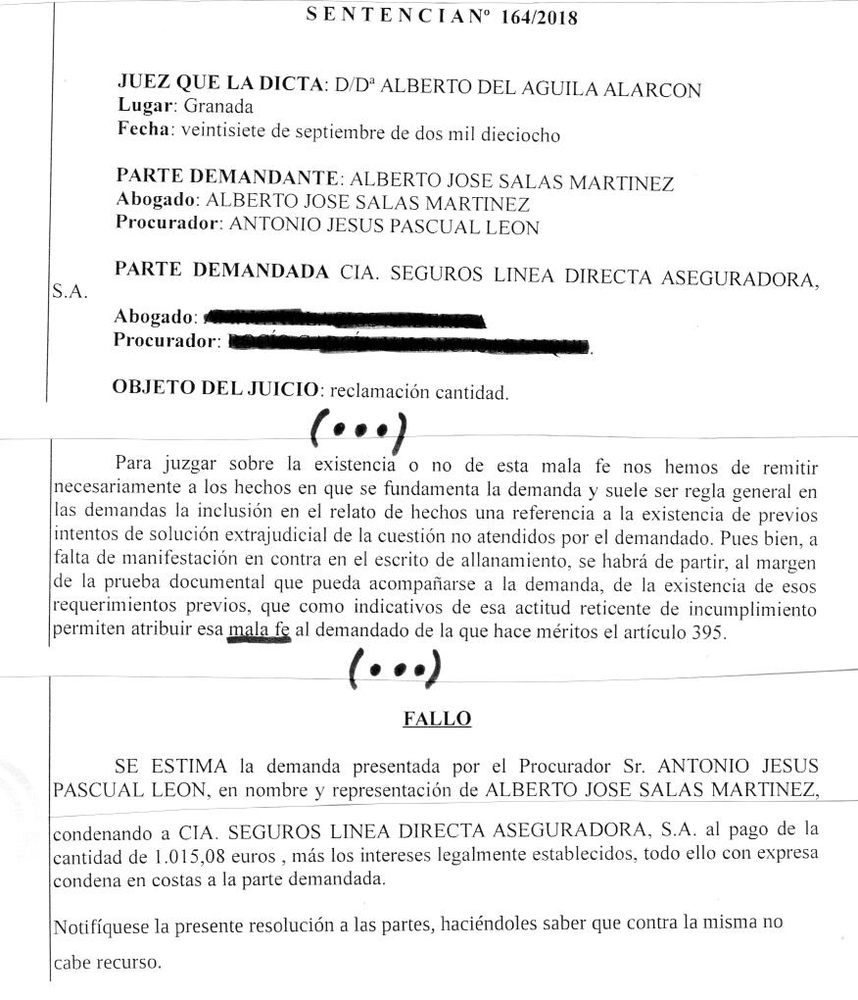 S E N T E N C I A Nº 164/2018
JUEZ QUE LA DICTA: D/Dª ALBERTO DEL AGUILA ALARCON
Lugar: Granada
Fecha: veintisiete de septiembre de dos mil dieciocho
PARTE DEMANDANTE: ALBERTO JOSE SALAS MARTINEZ
Abogado: ALBERTO JOSE SALAS MARTINEZ
Procurador: ANTONIO JESUS PASCUAL LEON
PARTE DEMANDADA CIA. SEGUROS LINEA DIRECTA ASEGURADORA,
S.A.
Abogado:
Procurador: .
OBJETO DEL JUICIO: reclamación cantidad.
(...)
Para juzgar sobre la existencia o no de esta mala fe nos hemos de remitir
necesariamente a los hechos en que se fundamenta la demanda y suele ser regla general en
las demandas la inclusión en el relato de hechos una referencia a la existencia de previos
intentos de solución extrajudicial de la cuestión no atendidos por el demandado. Pues bien, a
falta de manifestación en contra en el escrito de allanamiento, se habrá de partir, al margen
de la prueba documental que pueda acompañarse a la demanda, de la existencia de esos
requerimientos previos, que como indicativos de esa actitud reticente de incumplimiento
permiten atribuir esa mala fe al demandado de la que hace méritos el artículo 395.
(...)
FALLO
SE ESTIMA la demanda presentada por el Procurador Sr. ANTONIO JESUS
PASCUAL LEON, en nombre y representación de ALBERTO JOSE SALAS MARTINEZ,
condenando a CIA. SEGUROS LINEA DIRECTA ASEGURADORA, S.A. al pago de la
cantidad de 1.015,08 euros , más los intereses legalmente establecidos, todo ello con expresa
condena en costas a la parte demandada.
Notifíquese la presente resolución a las partes, haciéndoles saber que contra la misma no
cabe recurso.